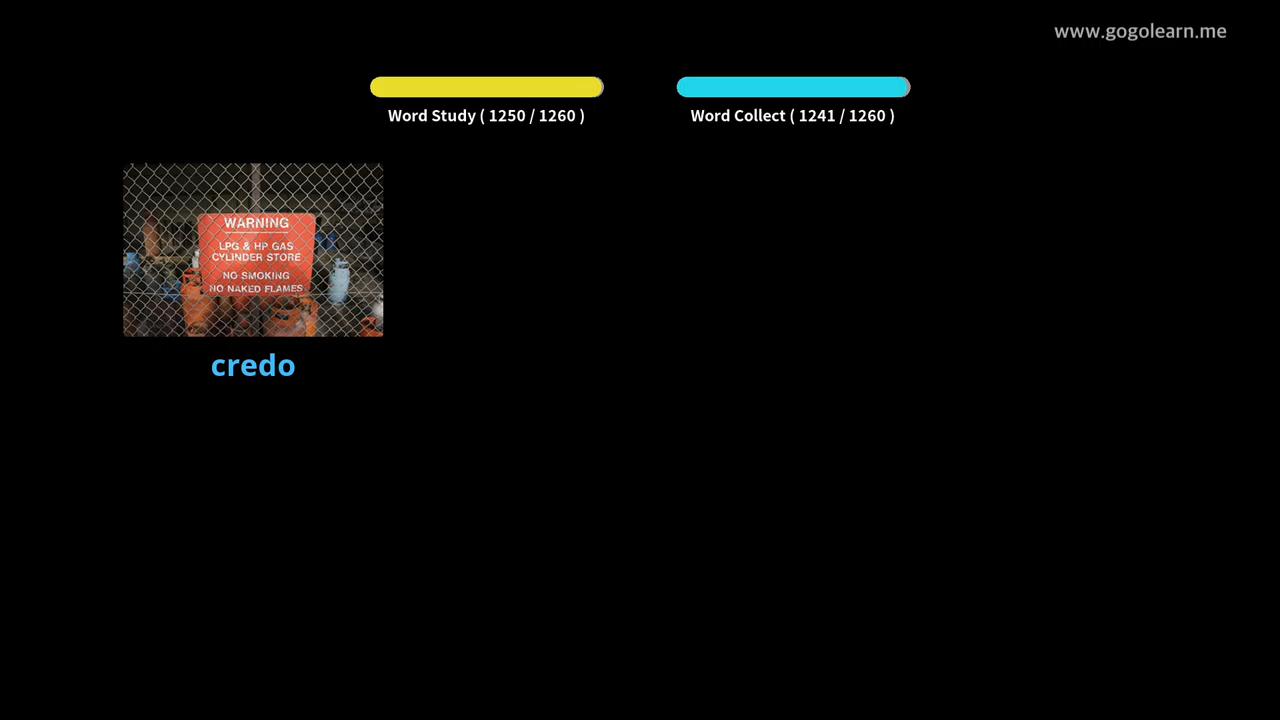 www.gogolearn.me
Word Study ( 1250 / 1260 )
Word Collect ( 1241 / 1260 )
WARNING
LPG & HP GAS
CYLINDER STORE
NO SMOKING
NO NAKED FLAMES
credo